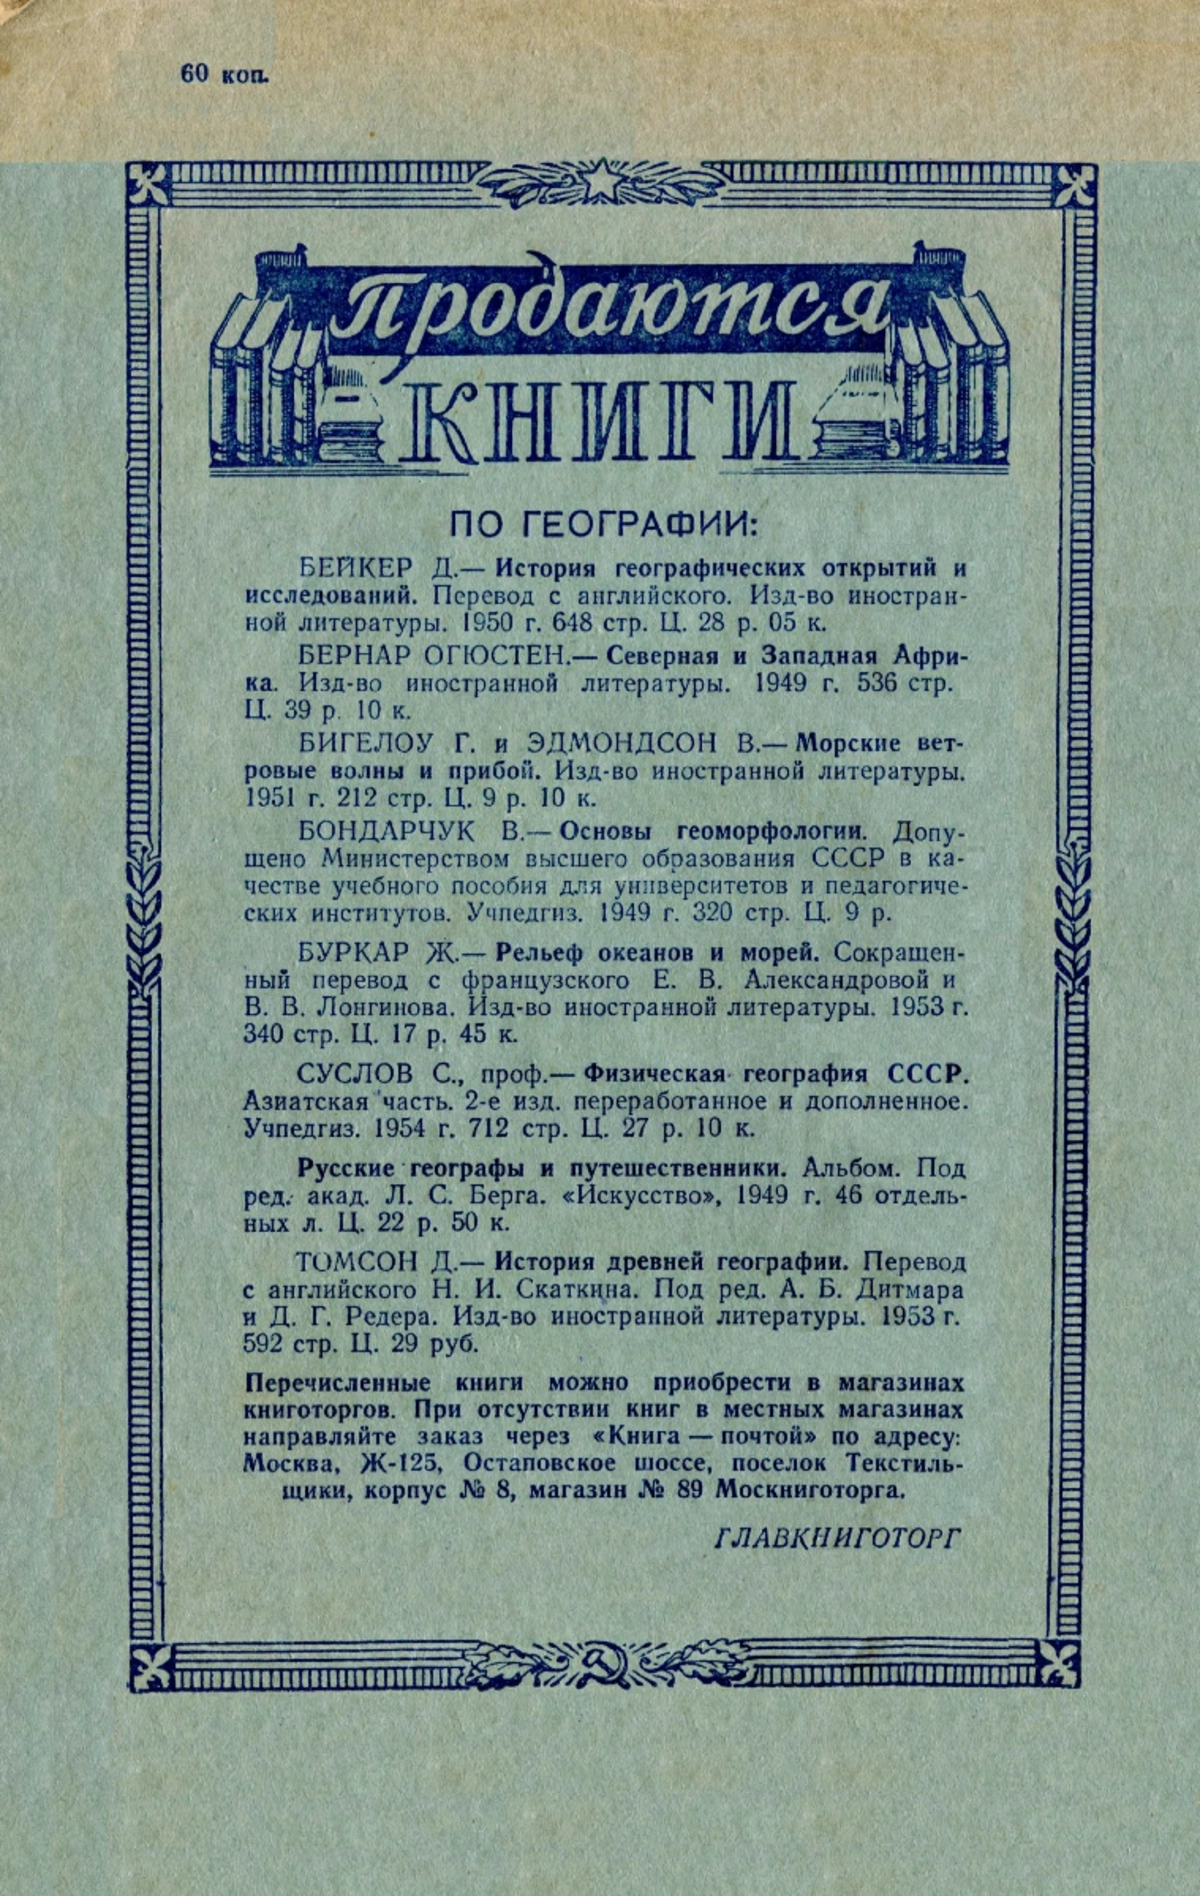 60 коп.
Продаются
КНИГИ
ПО ГЕОГРАФИИ:
БЕЙКЕР Д.— История географических открытий и
исследований. Перевод с английского. Изд-во иностран-
ной литературы. 1950 г. 648 стр. Ц. 28 р. 05 к.
БЕРНАР ОГЮСТЕН.— Северная и Западная Афри-
ка. Изд-во иностранной литературы. 1949 г. 536 стр.
Ц. 39 р. 10 к.
БИГЕЛОУ Г. и ЭДМОНДСОН В.— Морские вет-
ровые волны и прибой. Изд-во иностранной литературы.
1951 г. 212 стр. Ц. 9 р. 10 к.
БОНДАРЧУК В.— Основы геоморфологии. Допу-
щено Министерством высшего образования СССР в ка-
честве учебного пособия для университетов и педагогиче-
ских институтов. Учпедгиз. 1949 г. 320 стр. Ц. 9 р.
БУРКАР Ж.— Рельеф океанов и морей. Сокращен-
ный перевод с французского Е. В. Александровой и
В. В. Лонгинова. Изд-во иностранной литературы. 1953 г.
340 стр. Ц. 17 р. 45 к.
СУСЛОВ С., проф.— Физическая география СССР.
Азиатская часть. 2-е изд. переработанное и дополненное.
Учпедгиз. 1954 г. 712 стр. Ц. 27 р. 10 к.
Русские географы и путешественники. Альбом. Под
ред. акад. Л. С. Берга. «Искусство», 1949 г. 46 отдель-
ных л. Ц. 22 р. 50 к.
ТОМСОН Д.— История древней географии. Перевод
с английского Н. И. Скаткина. Под ред. А. Б. Дитмара
и Д. Г. Редера. Изд-во иностранной литературы. 1953 г.
592 стр. Ц. 29 руб.
Перечисленные книги можно приобрести в магазинах
книготоргов. При отсутствии книг в местных магазинах
направляйте заказ через «Книга — почтой» по адресу:
Москва, Ж-125, Остаповское шоссе, поселок Текстиль-
щики, корпус № 8, магазин № 89 Москниготорга.
ГЛАВКНИГОТОРГ